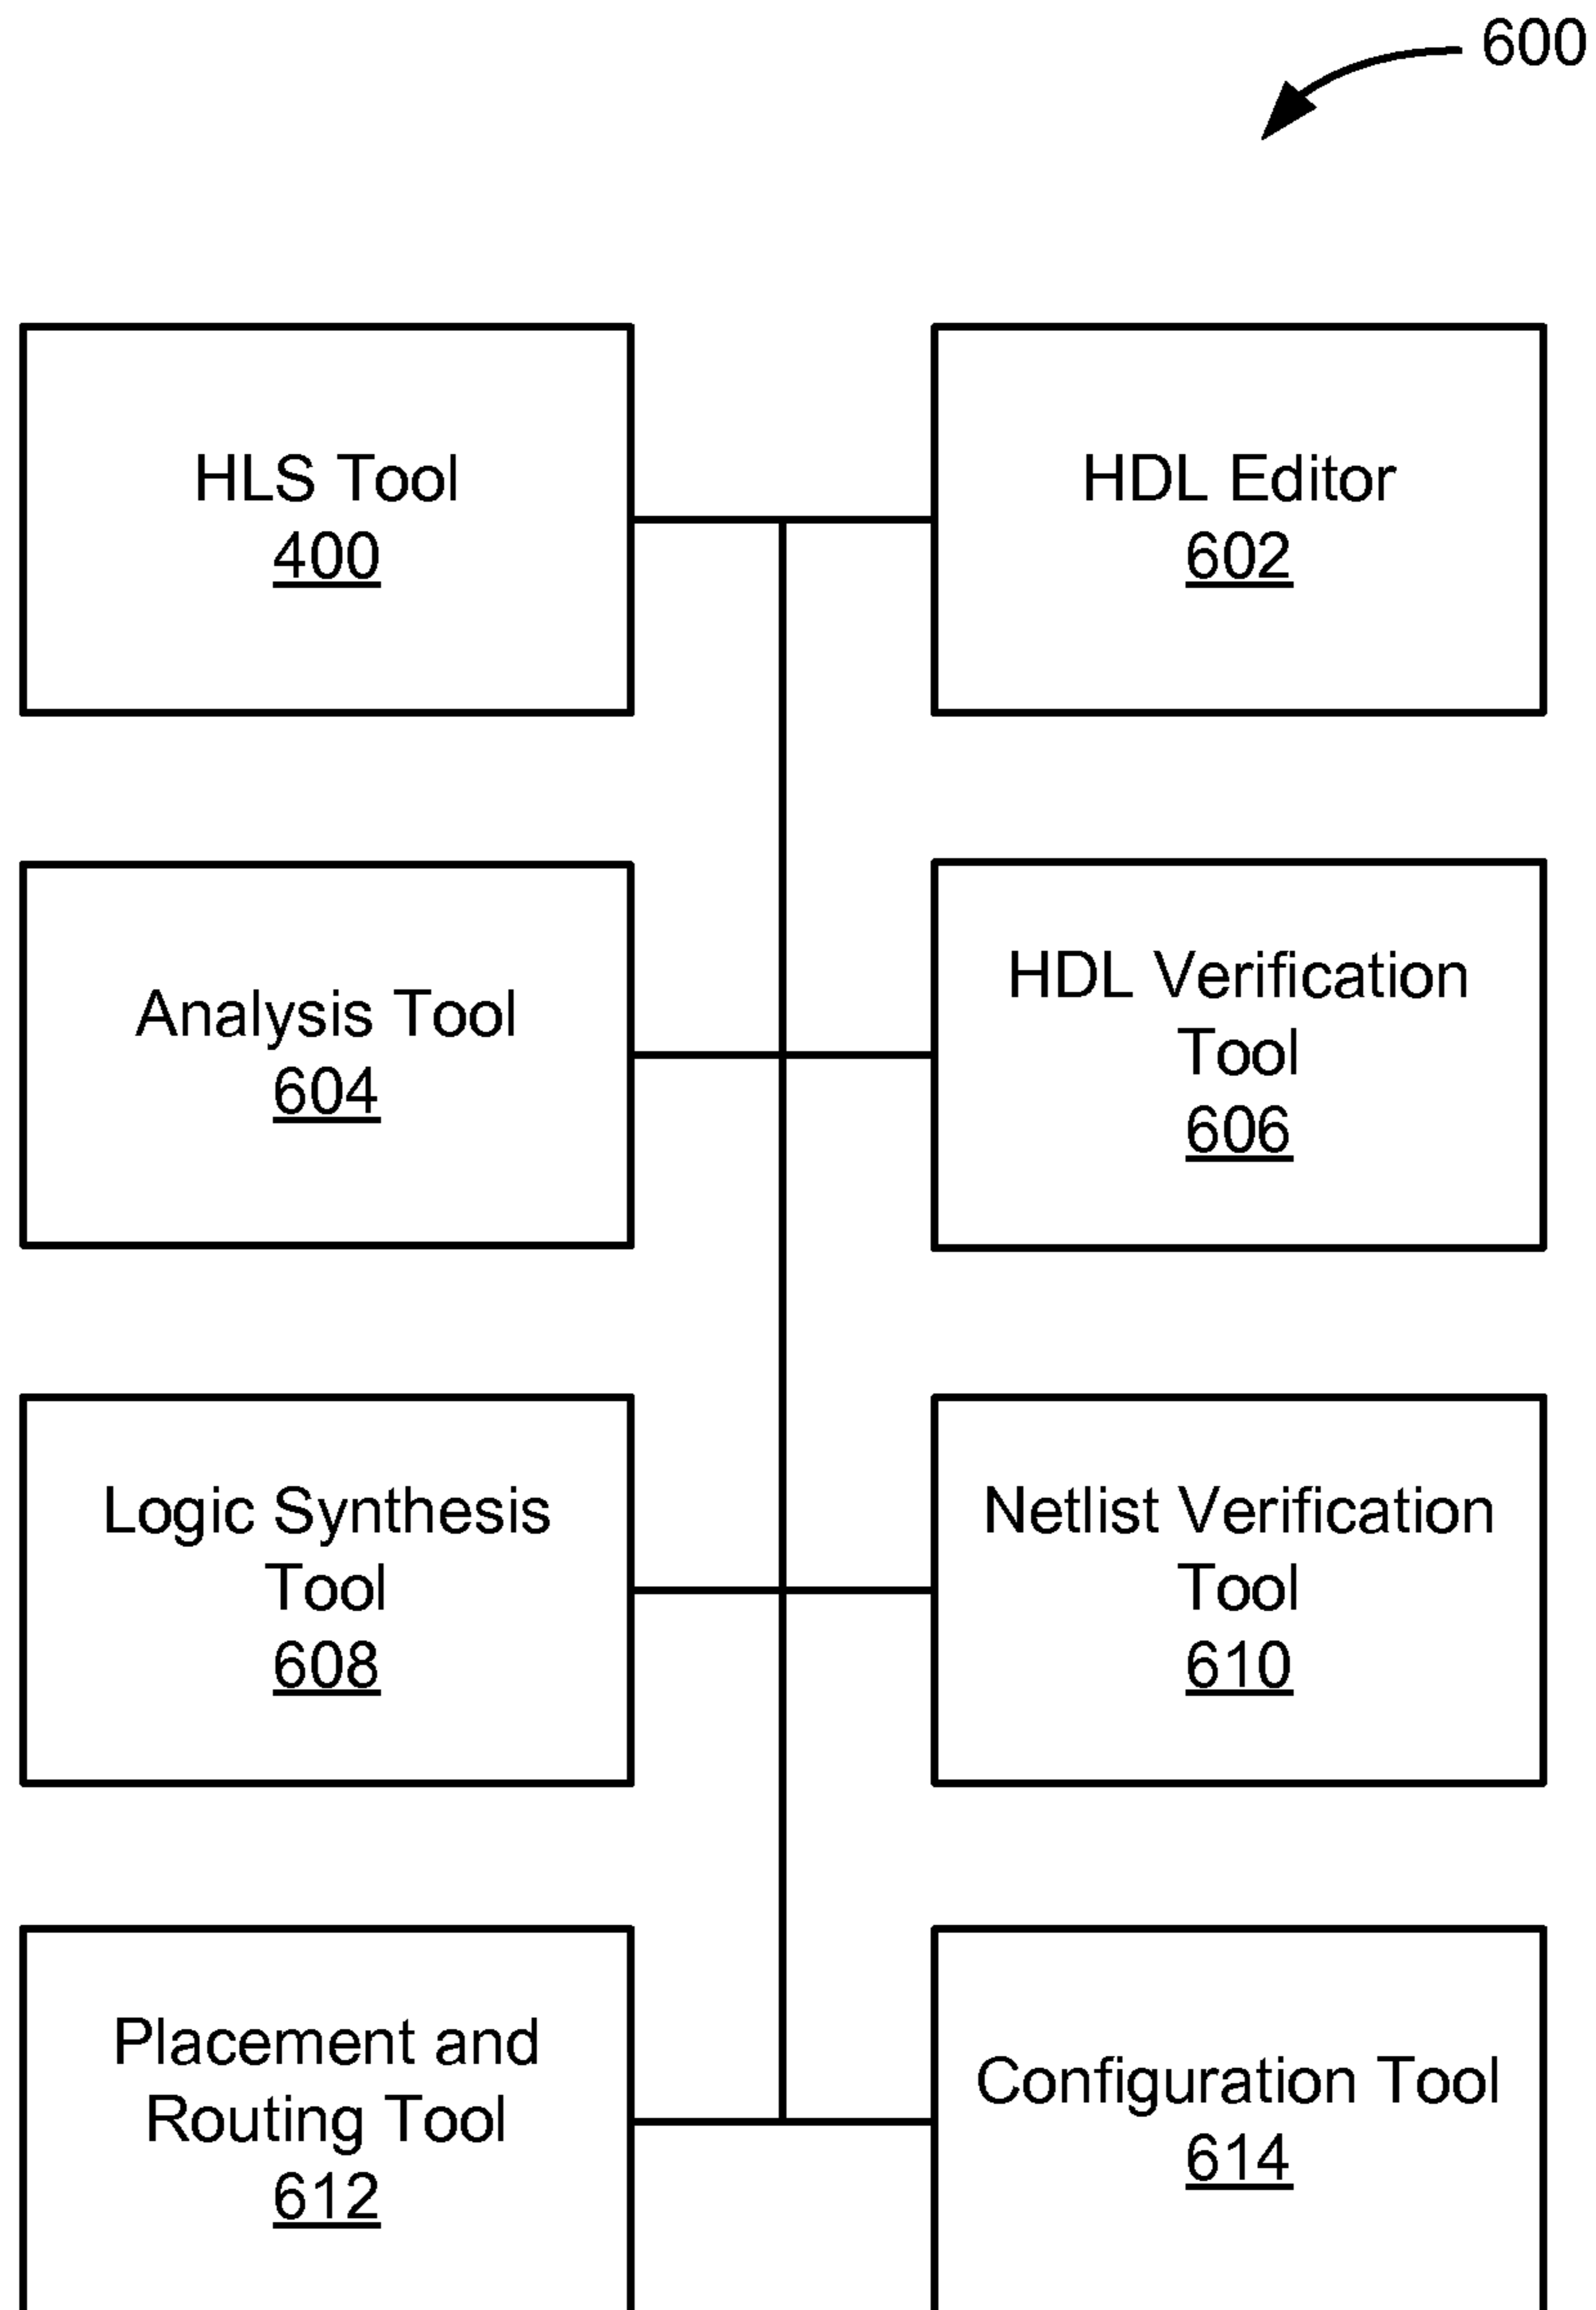 600
HLS Tool
400
HDL Editor
602
Analysis Tool
604
HDL Verification
Tool
606
Logic Synthesis
Tool
608
Netlist Verification
Tool
610
Placement and
Routing Tool
612
Configuration Tool
614